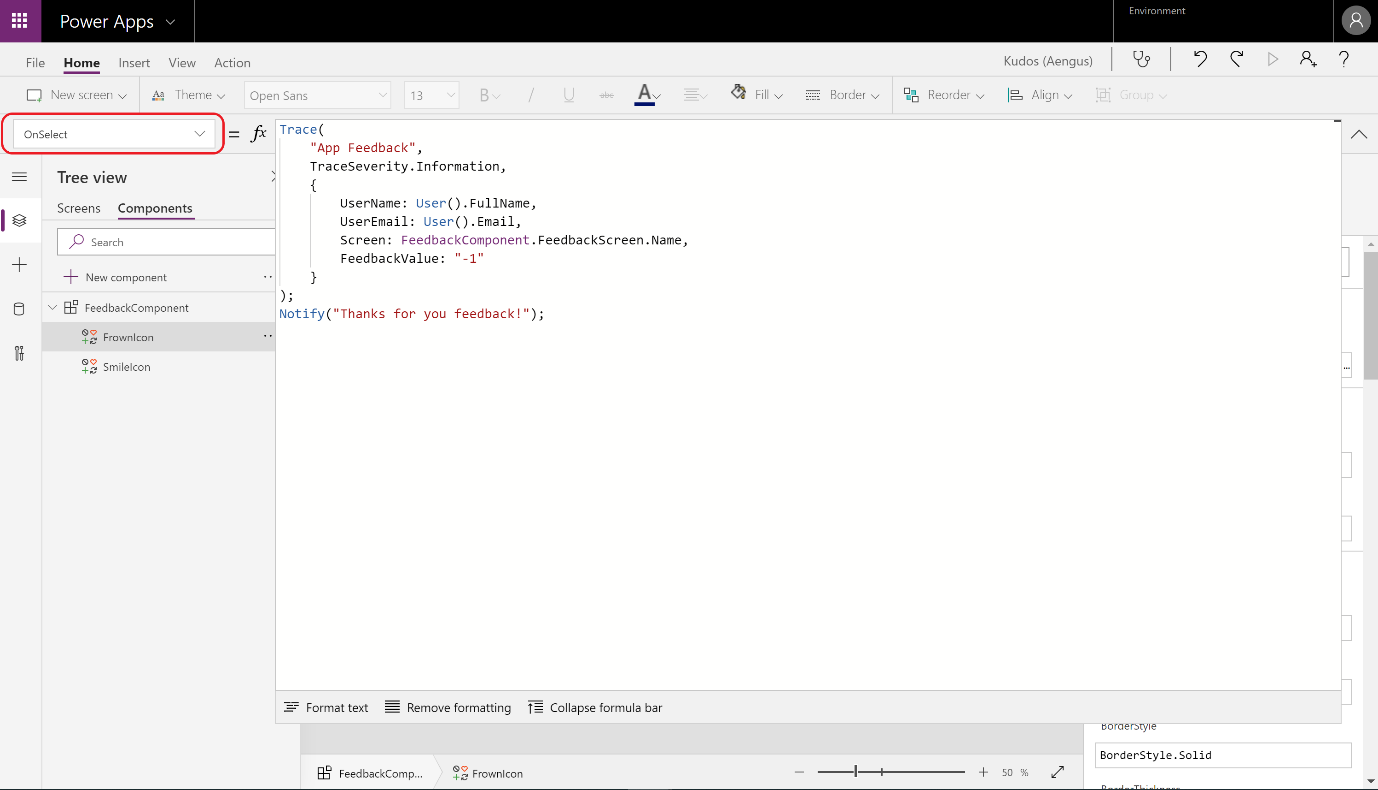 Power Apps
Environment
File Home Insert View Action
Kudos (Aengus)
New screen Theme Open Sans 13 B / U abc A Fill Border Reorder Align Group
OnSelect = fx
Trace(
"App Feedback",
TraceSeverity.Information,
{
UserName: User().FullName,
UserEmail: User().Email,
Screen: FeedbackComponent.FeedbackScreen.Name,
FeedbackValue: "-1"
}
);
Notify("Thanks for you feedback!");
Tree view
Screens Components
Search
New component
FeedbackComponent
FrownIcon
SmileIcon
...
Format text Remove formatting Collapse formula bar
BorderStyle
BorderStyle.Solid
BorderThickness
FeedbackComp... FrownIcon
50 %